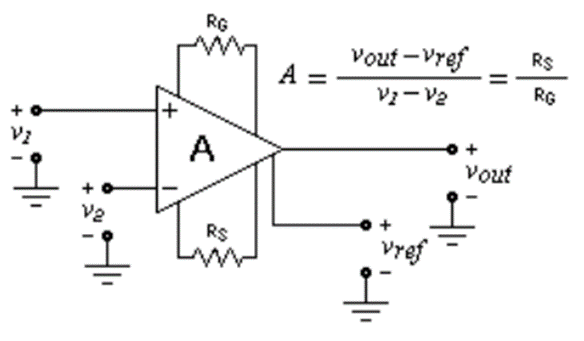 RG
A = vout - vref / v1 - v2 = RS / RG
+ v1 -
+
A
+ v2 -
-
+ vout -
RS
+ vref -